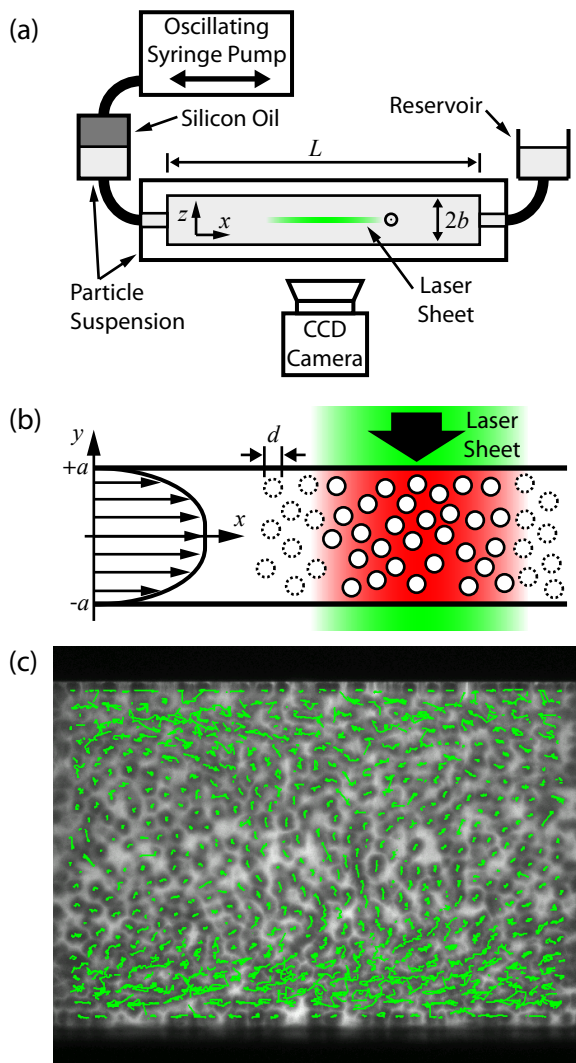 (a)
Oscillating
Syringe Pump
Silicon Oil
Reservoir
L
z
x
2b
Particle
Suspension
Laser
Sheet
CCD
Camera
(b)
y
d
Laser
Sheet
+a
x
-a
(c)